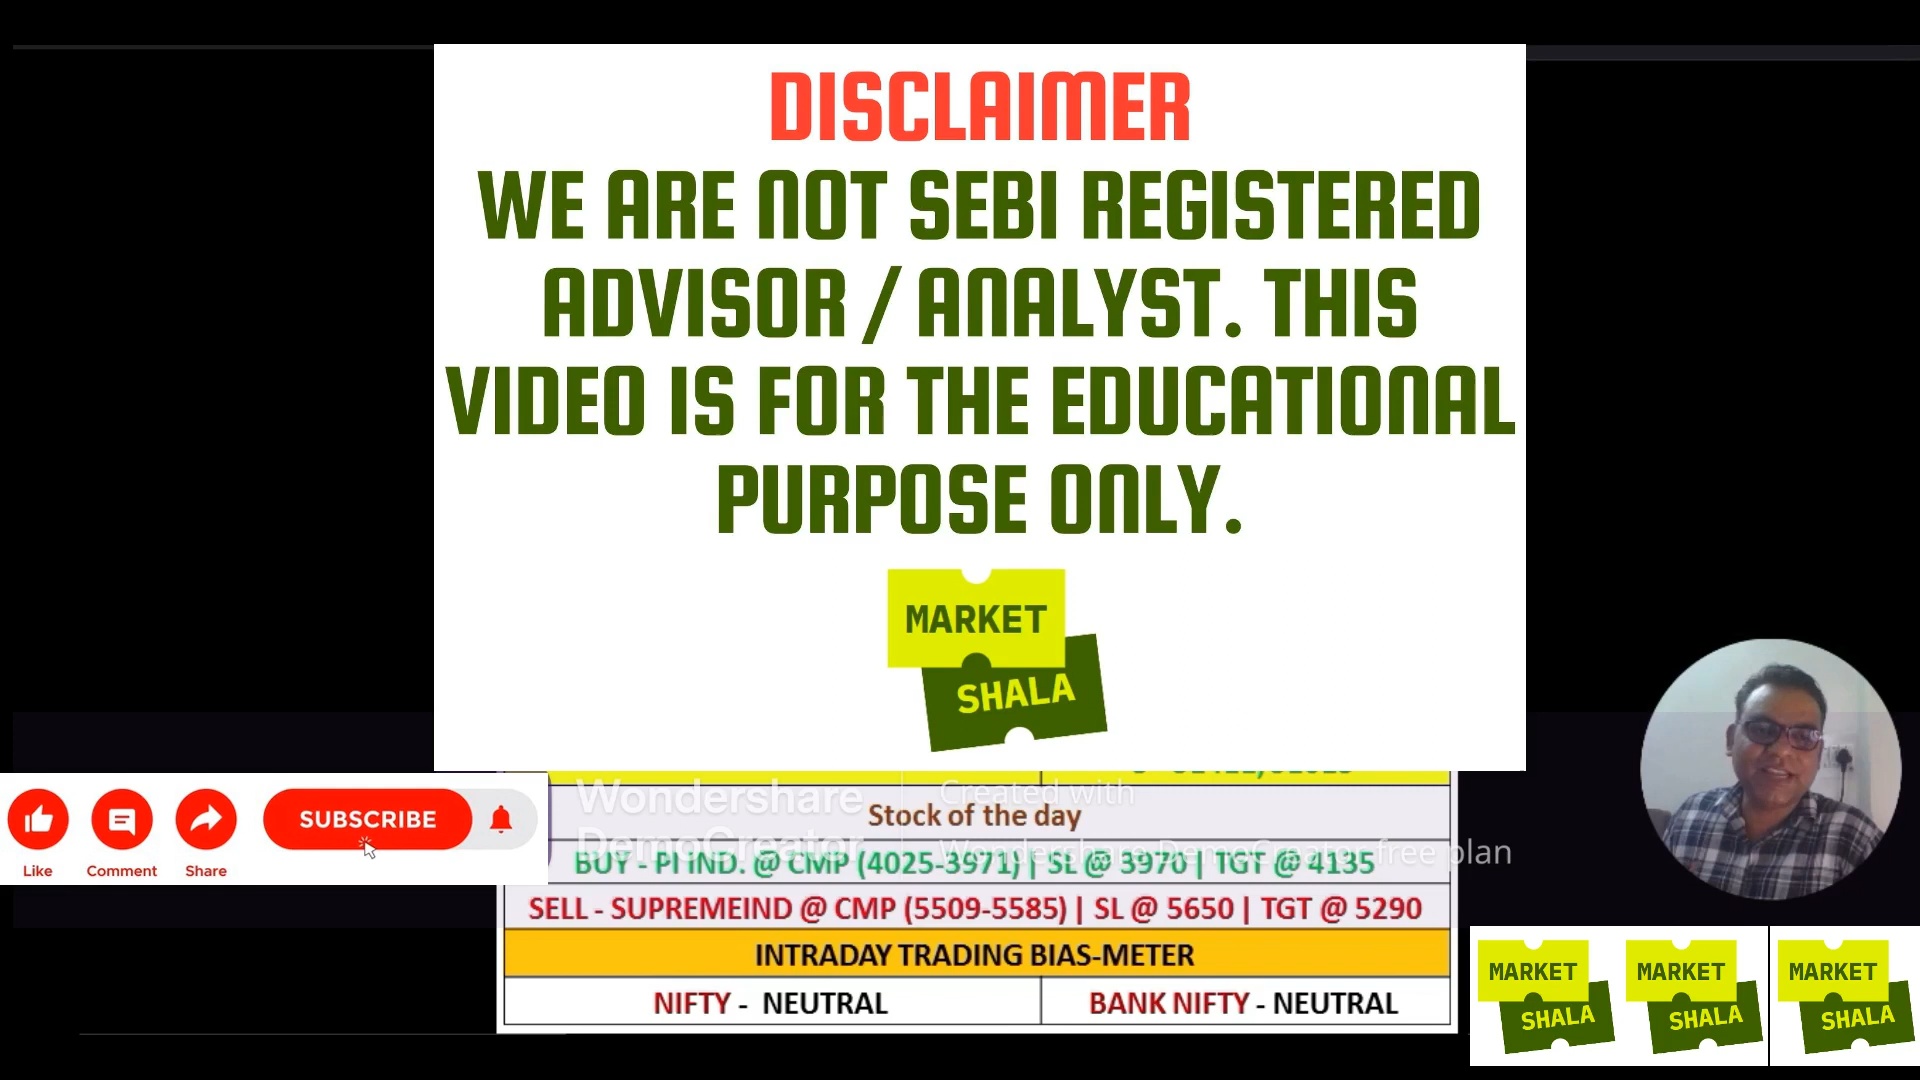 DISCLAIMER
WE ARE NOT SEBI REGISTERED
ADVISOR / ANALYST. THIS
VIDEO IS FOR THE EDUCATIONAL
PURPOSE ONLY.
MARKET
SHALA
Wondershare
DemoCreator
Created with
Wondershare DemoCreator free plan
SUBSCRIBE
Like
Comment
Share
Stock of the day
BUY - PI IND. @ CMP (4025-3971) | SL @ 3970 | TGT @ 4135
SELL - SUPREMEIND @ CMP (5509-5585) | SL @ 5650 | TGT @ 5290
INTRADAY TRADING BIAS-METER
NIFTY - NEUTRAL
BANK NIFTY - NEUTRAL
MARKET
SHALA
MARKET
SHALA
MARKET
SHALA